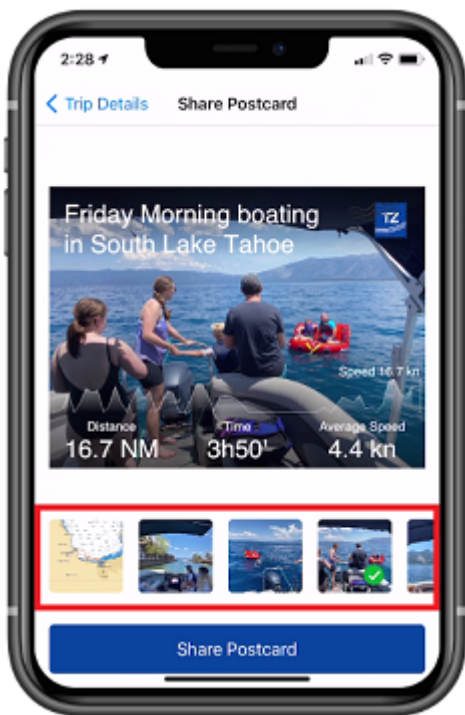 2:28
Trip Details
Share Postcard
Friday Morning boating
in South Lake Tahoe
TZ
Speed 16.7 kn
Distance
Time
Average Speed
16.7 NM
3h50'
4.4 kn
Share Postcard